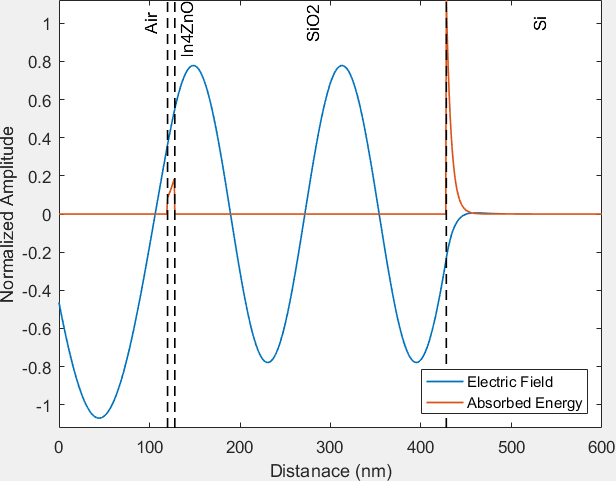 Air
In4ZnO
SiO2
Si
Normalized Amplitude
1
0.8
0.6
0.4
0.2
0
-0.2
-0.4
-0.6
-0.8
-1
0 100 200 300 400 500 600
Distanace (nm)
Electric Field
Absorbed Energy